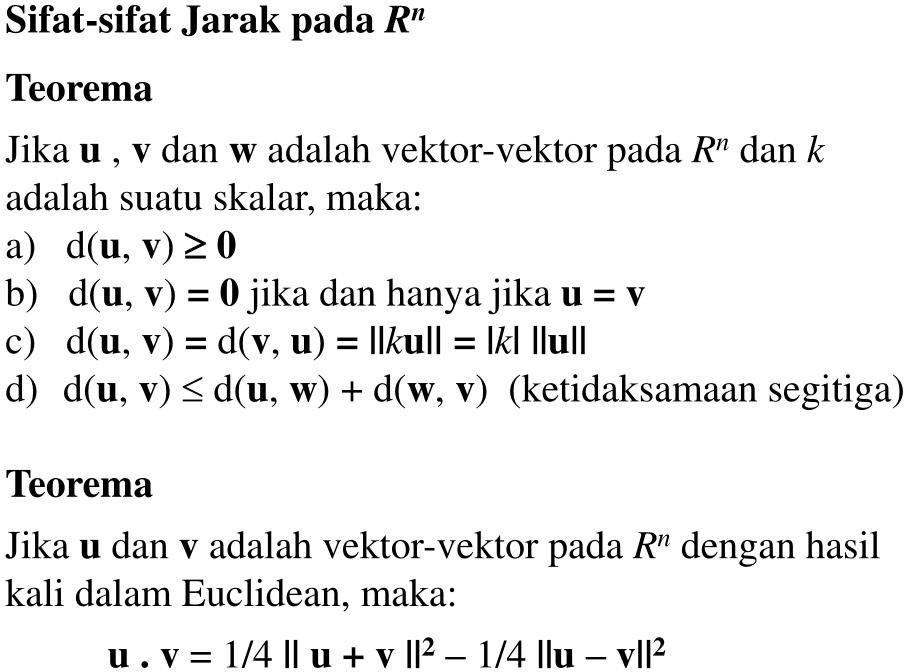 Sifat-sifat Jarak pada Rⁿ
Teorema
Jika u , v dan w adalah vektor-vektor pada Rⁿ dan k
adalah suatu skalar, maka:
a) d(u, v) ≥ 0
b) d(u, v) = 0 jika dan hanya jika u = v
c) d(u, v) = d(v, u) = ||ku|| = |k| ||u||
d) d(u, v) ≤ d(u, w) + d(w, v) (ketidaksamaan segitiga)
Teorema
Jika u dan v adalah vektor-vektor pada Rⁿ dengan hasil
kali dalam Euclidean, maka:
u . v = 1/4 || u + v ||² – 1/4 ||u – v||²